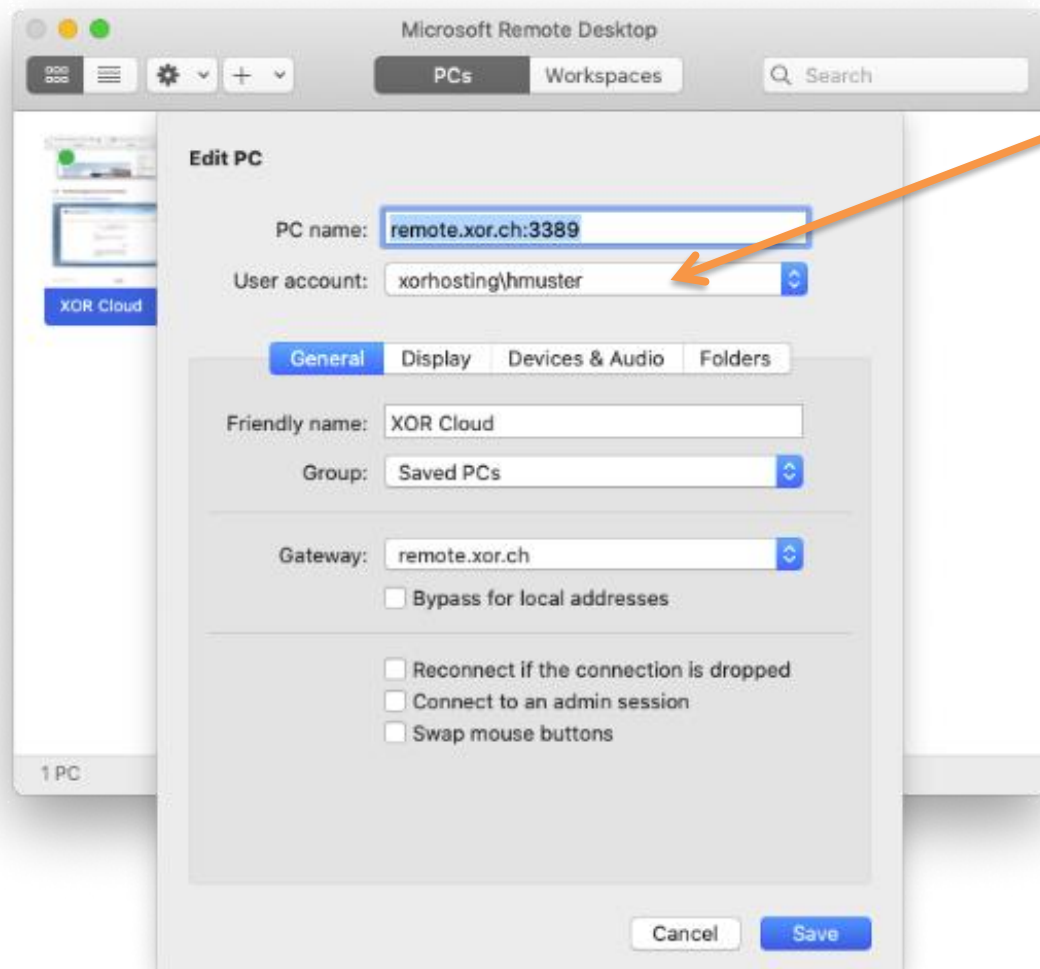 Microsoft Remote Desktop
PCs Workspaces Search
Edit PC
PC name: remote.xor.ch:3389
User account: xorhosting\hmuster
XOR Cloud
General Display Devices & Audio Folders
Friendly name: XOR Cloud
Group: Saved PCs
Gateway: remote.xor.ch
Bypass for local addresses
Reconnect if the connection is dropped
Connect to an admin session
Swap mouse buttons
1 PC
Cancel Save